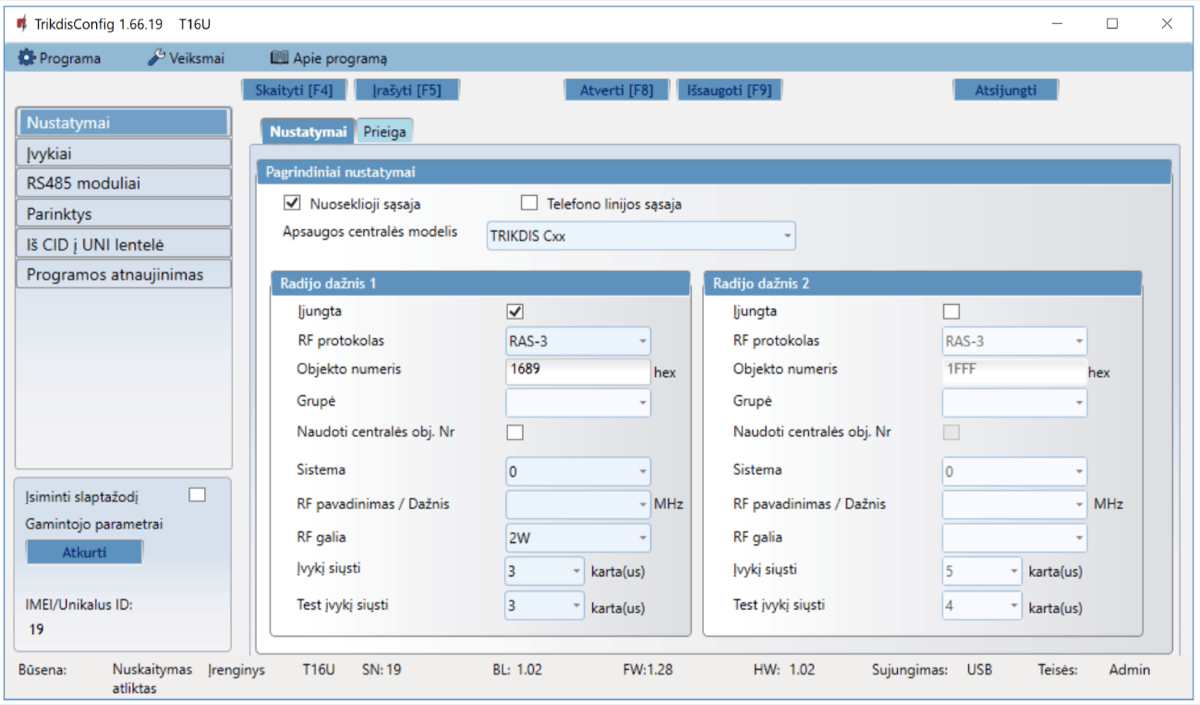 TrikdisConfig 1.66.19 T16U
Programa Veiksmai Apie programą
Skaityti [F4] Įrašyti [F5] Atverti [F8] Išsaugoti [F9] Atsijungti
Nustatymai
Įvykiai
RS485 moduliai
Parinktys
Iš CID į UNI lentelė
Programos atnaujinimas
Įsiminti slaptažodį
Gamintojo parametrai
Atkurti
IMEI/Unikalus ID:
19
Nustatymai Prieiga
Pagrindiniai nustatymai
Nuoseklioji sąsaja Telefono linijos sąsaja
Apsaugos centralės modelis TRIKDIS Cxx
Radijo dažnis 1
Įjungta
RF protokolas RAS-3
Objekto numeris 1689 hex
Grupė
Naudoti centralės obj. Nr
Sistema 0
RF pavadinimas / Dažnis MHz
RF galia 2W
Įvykį siųsti 3 karta(us)
Test įvykį siųsti 3 karta(us)
Radijo dažnis 2
Įjungta
RF protokolas RAS-3
Objekto numeris 1FFF hex
Grupė
Naudoti centralės obj. Nr
Sistema 0
RF pavadinimas / Dažnis MHz
RF galia
Įvykį siųsti 5 karta(us)
Test įvykį siųsti 4 karta(us)
Būsena: Nuskaitymas Įrenginys T16U SN: 19 BL: 1.02 FW:1.28 HW: 1.02 Sujungimas: USB Teisės: Admin
atliktas